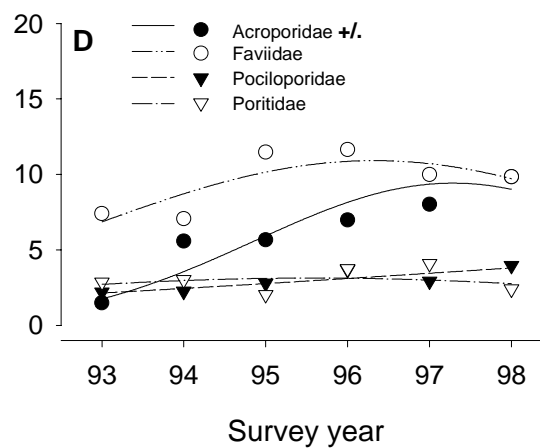 20
D
Acroporidae +/.
Faviidae
Pociloporidae
Poritidae
15
10
5
0
93 94 95 96 97 98
Survey year